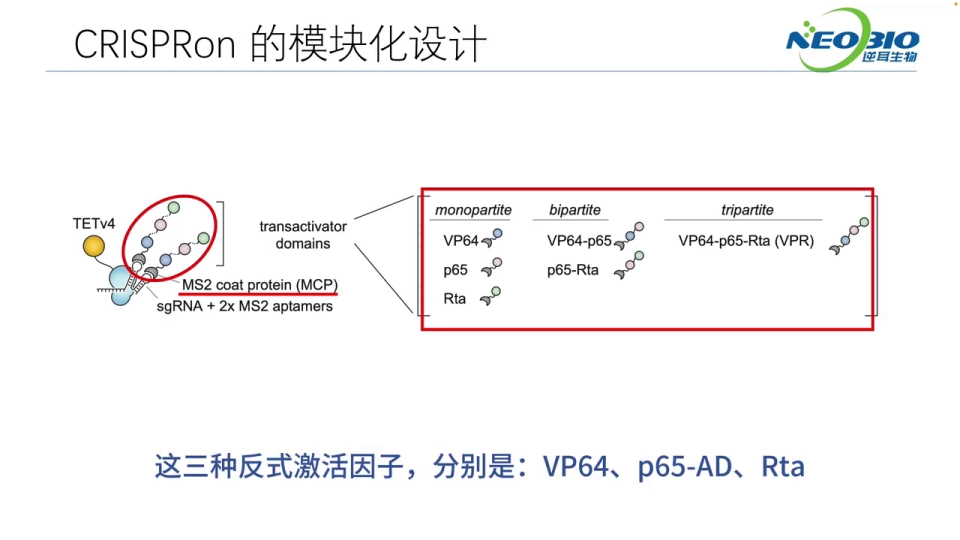 CRISPRon 的模块化设计
NEOBIO
逆耳生物
TETv4
transactivator
domains
MS2 coat protein (MCP)
sgRNA + 2x MS2 aptamers
monopartite bipartite tripartite
VP64 VP64-p65 VP64-p65-Rta (VPR)
p65 p65-Rta
Rta
这三种反式激活因子，分别是：VP64、p65-AD、Rta